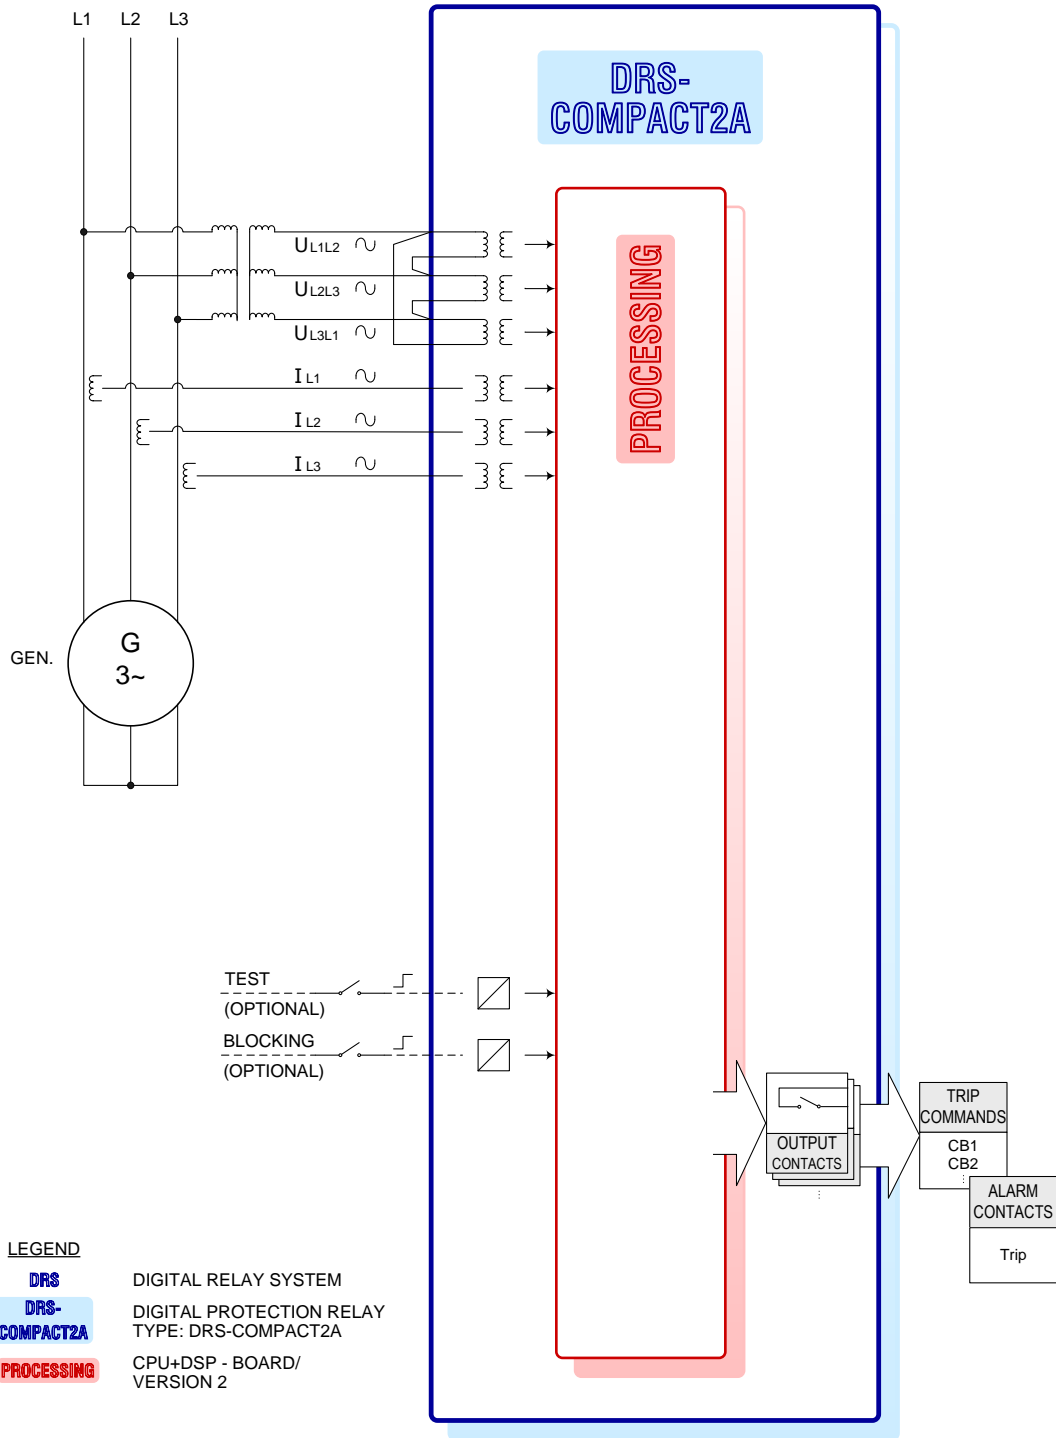 L1 L2 L3
DRS-
COMPACT2A
PROCESSING
UL1L2
UL2L3
UL3L1
IL1
IL2
IL3
GEN.
G
3~
TEST
(OPTIONAL)
BLOCKING
(OPTIONAL)
OUTPUT
CONTACTS
TRIP
COMMANDS
CB1
CB2
ALARM
CONTACTS
Trip
LEGEND
DRS DIGITAL RELAY SYSTEM
DRS-
COMPACT2A
DIGITAL PROTECTION RELAY
TYPE: DRS-COMPACT2A
PROCESSING
CPU+DSP - BOARD/
VERSION 2